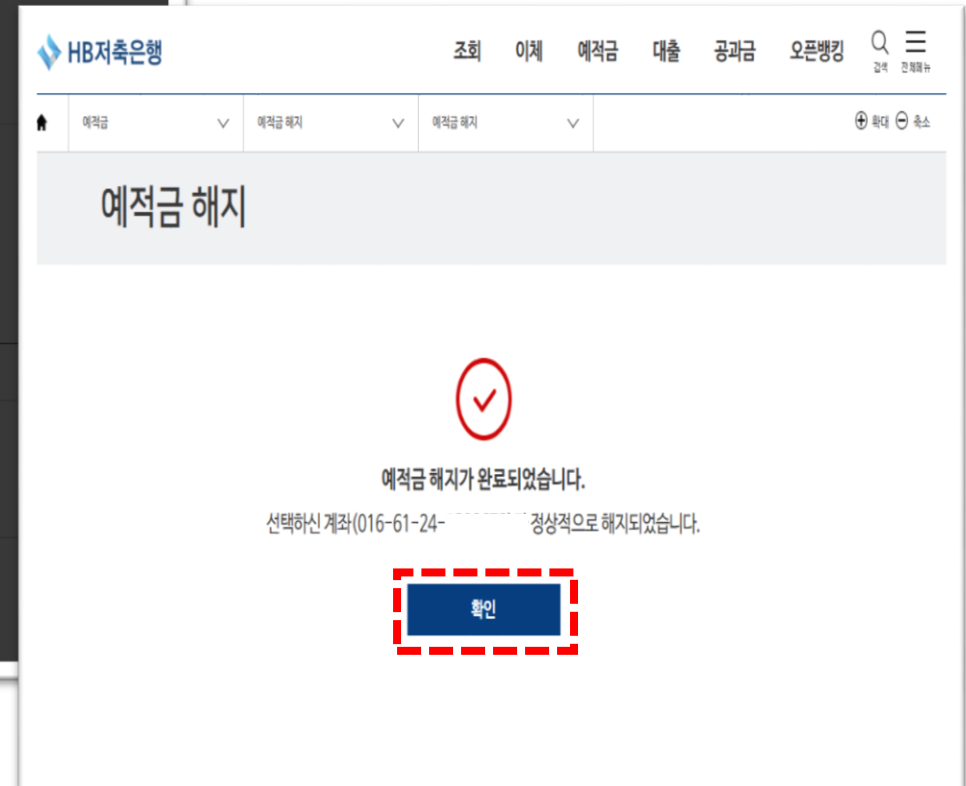 HB저축은행
조회 이체 예적금 대출 공과금 오픈뱅킹
검색 전체메뉴
예적금 예적금 해지 예적금 해지 확대 축소
예적금 해지
예적금 해지가 완료되었습니다.
선택하신 계좌(016-61-24- 정상적으로 해지되었습니다.
확인